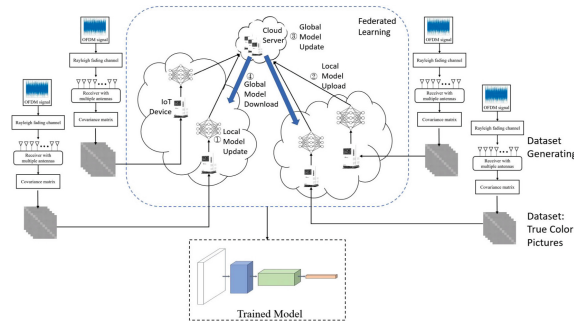 Federated
Learning
Cloud
Server
③ Global
Model
Update
④
Global
Model
Download
②
Local
Model
Upload
IoT
Device
① Local
Model
Update
OFDM signal
Rayleigh fading channel
Receiver with
multiple antennas
Covariance matrix
OFDM signal
Rayleigh fading channel
Receiver with
multiple antennas
Covariance matrix
OFDM signal
Rayleigh fading channel
Receiver with
multiple antennas
Covariance matrix
OFDM signal
Rayleigh fading channel
Receiver with
multiple antennas
Covariance matrix
Dataset
Generating
Dataset:
True Color
Pictures
Trained Model